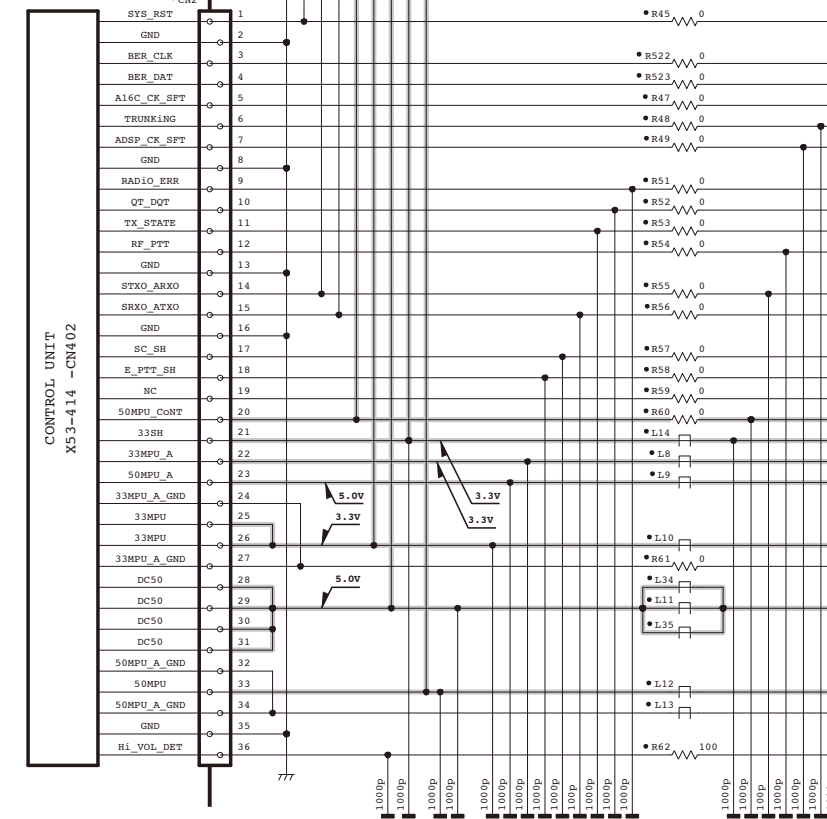 CN2
SYS_RST 1 R45 0
GND 2
BER_CLK 3 R522 0
BER_DAT 4 R523 0
A16C_CK_SFT 5 R47 0
TRUNKiNG 6 R48 0
ADSP_CK_SFT 7 R49 0
GND 8
RADiO_ERR 9 R51 0
QT_DQT 10 R52 0
TX_STATE 11 R53 0
RF_PTT 12 R54 0
GND 13
STXO_ARXO 14 R55 0
SRXO_ATXO 15 R56 0
GND 16
SC_SH 17 R57 0
E_PTT_SH 18 R58 0
NC 19 R59 0
50MPU_CoNT 20 R60 0
33SH 21 L14
33MPU_A 22 L8
50MPU_A 23 L9
33MPU_A_GND 24 5.0V 3.3V
33MPU 25 3.3V 3.3V
33MPU 26 L10
33MPU_A_GND 27 R61 0
DC50 28 5.0V L34
DC50 29 L11
DC50 30 L35
DC50 31
50MPU_A_GND 32
50MPU 33 L12
50MPU_A_GND 34 L13
GND 35
Hi_VOL_DET 36 R62 100
CONTROL UNIT
X53-414 -CN402
1000p 1000p 1000p 1000p 1000p 1000p 1000p 1000p 1000p 100p 1000p 1000p 1000p 1000p 1000p 100p 1000p 1000p 1000p